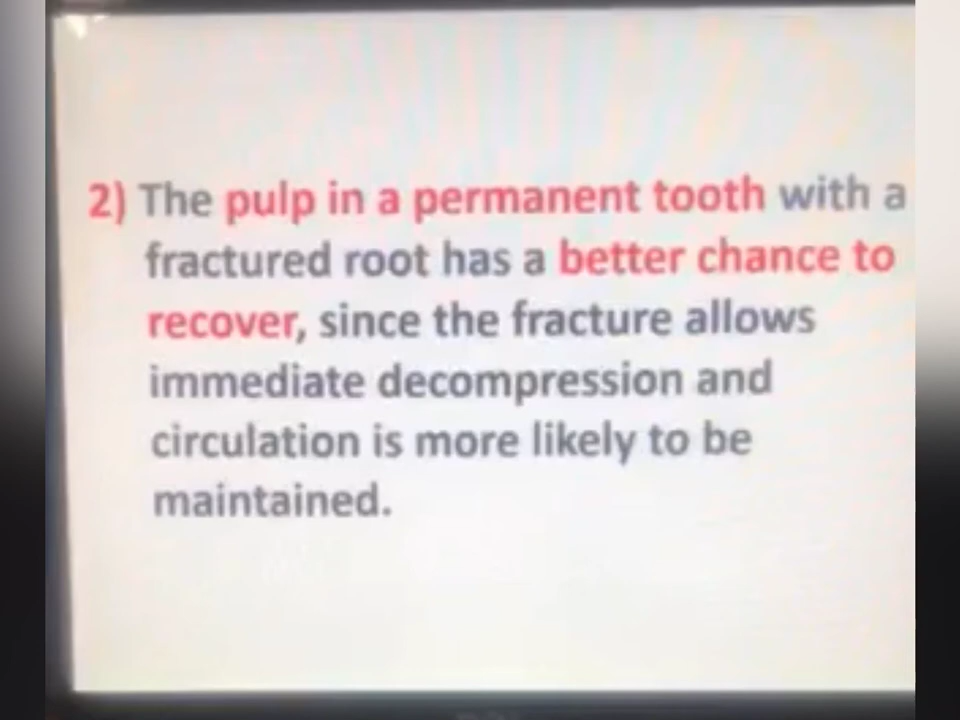 2) The pulp in a permanent tooth with a
fractured root has a better chance to
recover, since the fracture allows
immediate decompression and
circulation is more likely to be
maintained.